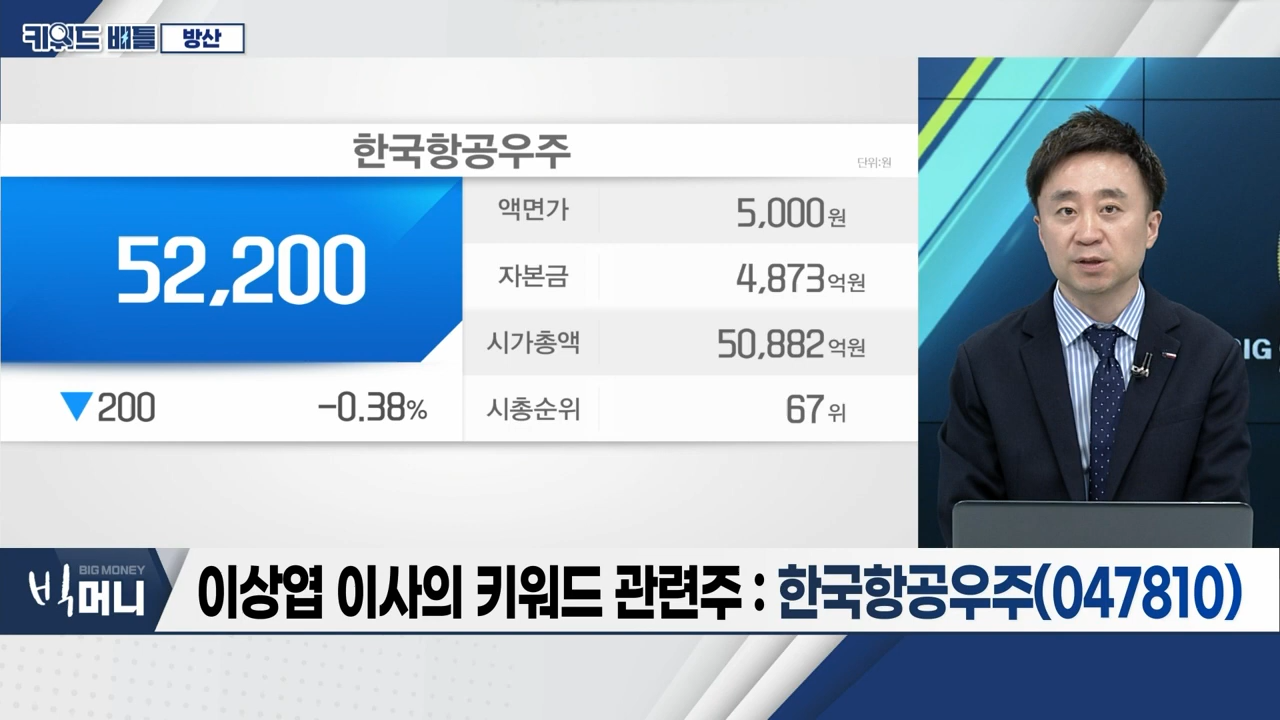 키워드 배틀 방산
한국항공우주
단위:원
52,200
▼200 -0.38%
액면가 5,000원
자본금 4,873억원
시가총액 50,882억원
시총순위 67위
BIG
BIG MONEY
빅머니
이상엽 이사의 키워드 관련주 : 한국항공우주(047810)